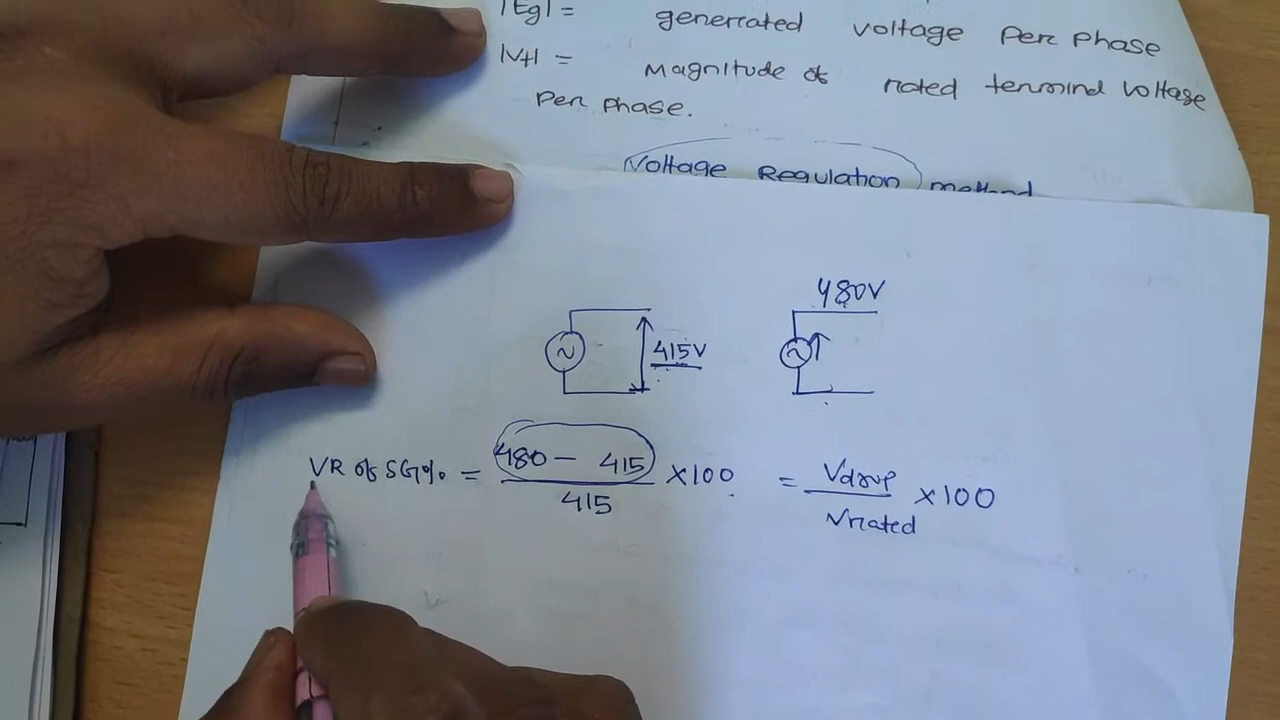 |Eg| = generated voltage Per phase
|Vt| = Magnitude of rated terminal voltage
Per phase.
Voltage Regulation method
480V
415V
VR of SG% = 480 - 415 / 415 × 100 = Vdrop / Vrated × 100